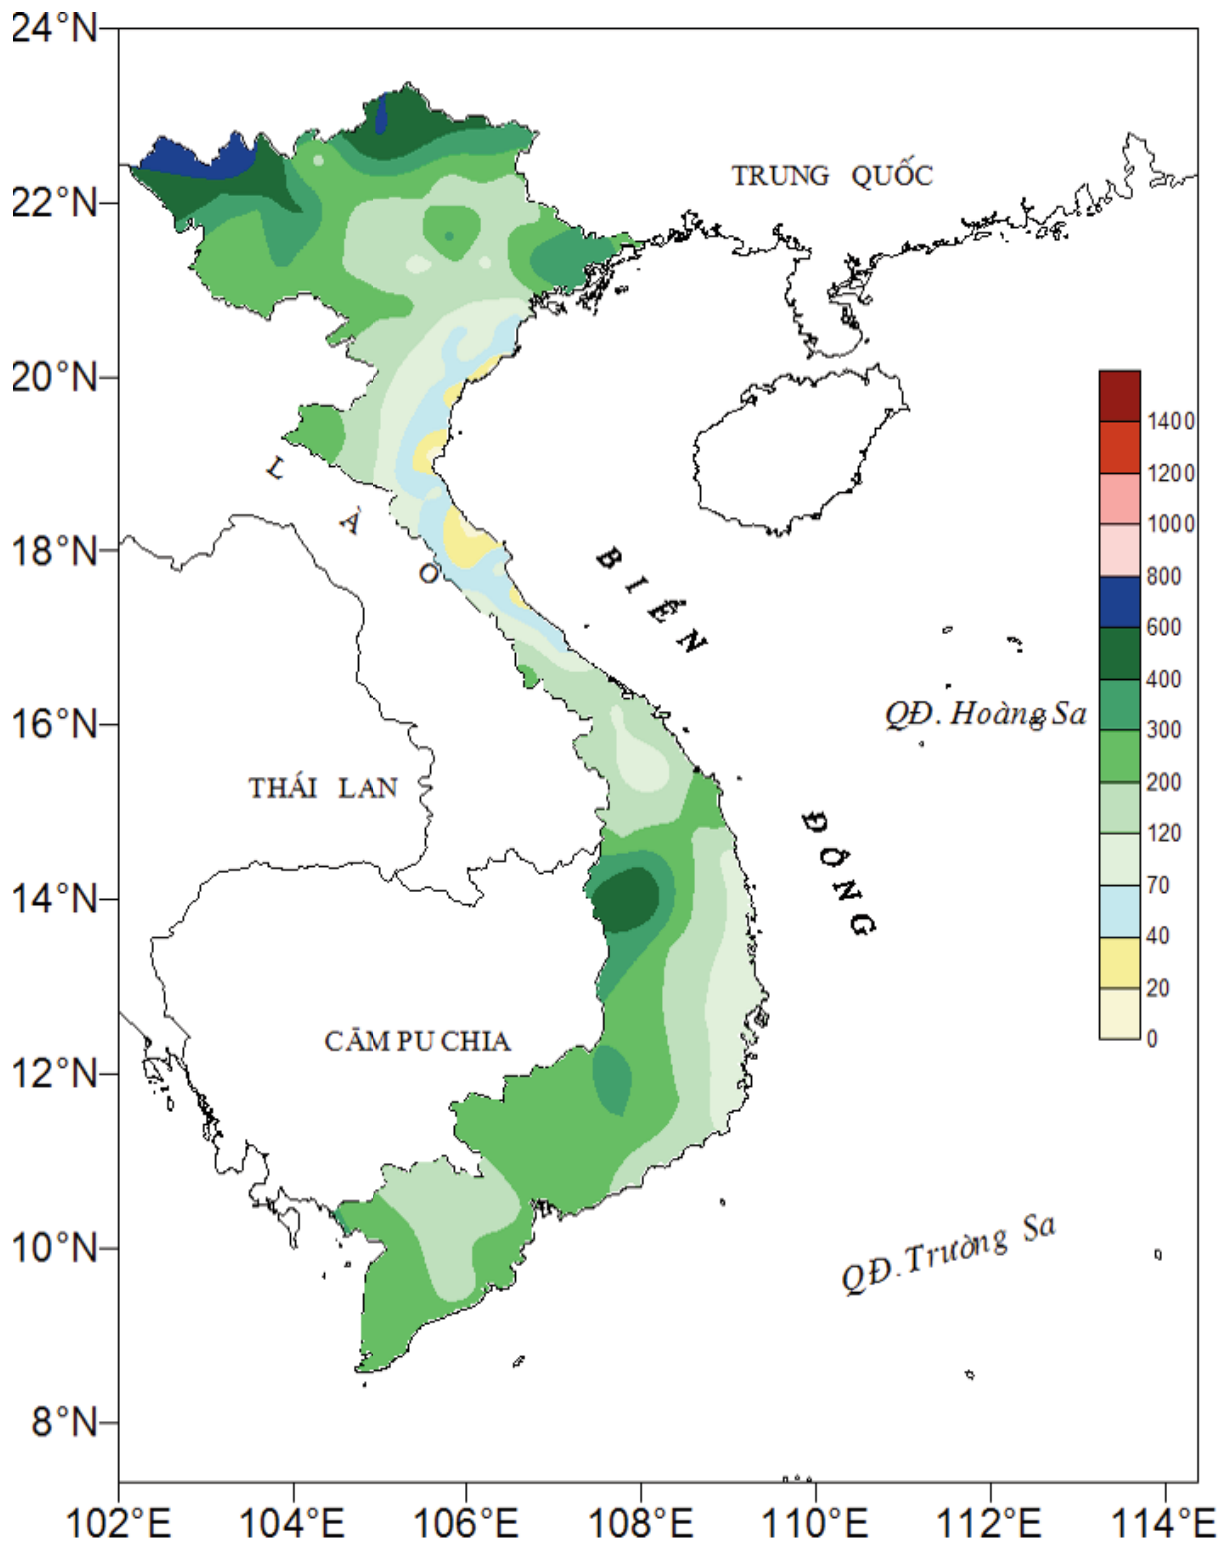 24°N
22°N
20°N
18°N
16°N
14°N
12°N
10°N
8°N
TRUNG QUỐC
L
À
O
BIỂN
ĐÔNG
QĐ. Hoàng Sa
THÁI LAN
CĂM PU CHIA
QĐ. Trường Sa
1400
1200
1000
800
600
400
300
200
120
70
40
20
0
102°E
104°E
106°E
108°E
110°E
112°E
114°E